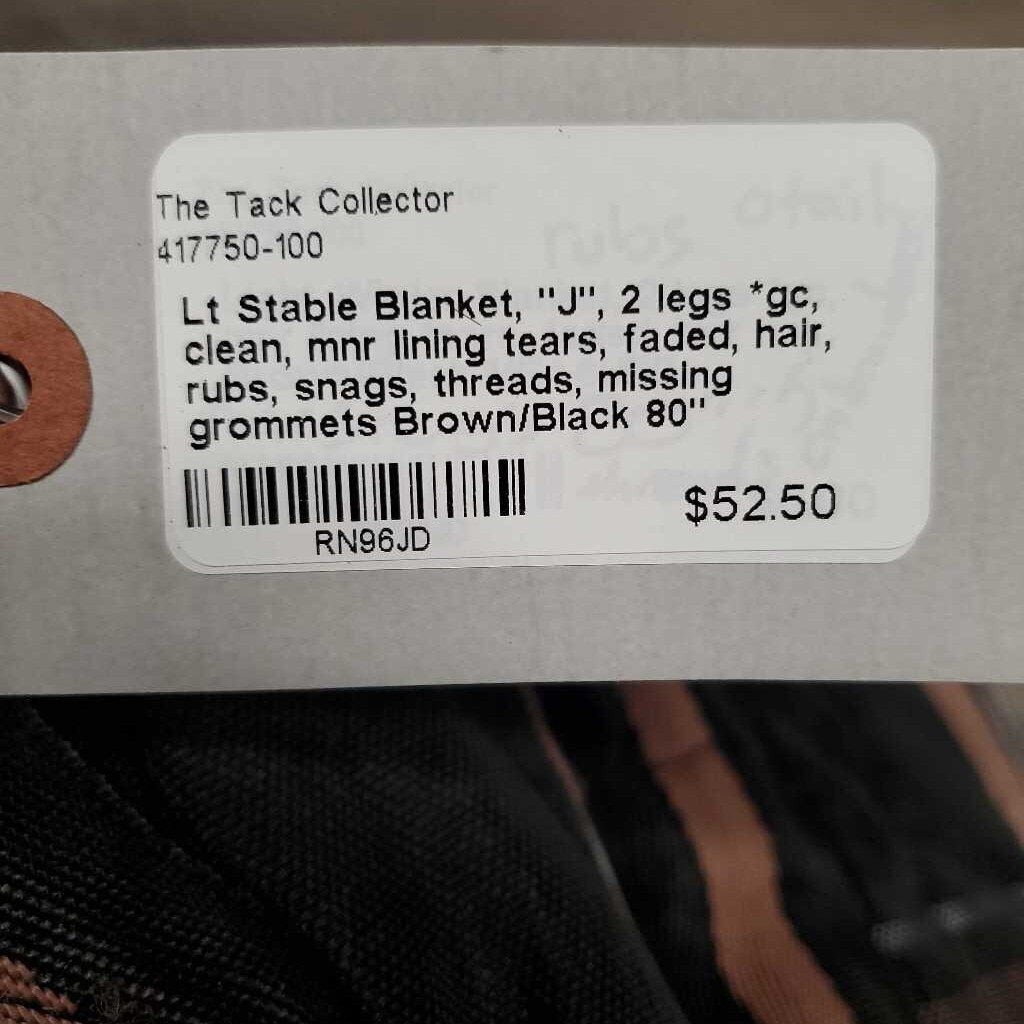 The Tack Collector
417750-100
Lt Stable Blanket, "J", 2 legs *gc,
clean, mnr lining tears, faded, hair,
rubs, snags, threads, missing
grommets Brown/Black 80"
$52.50
RN96JD
rubs